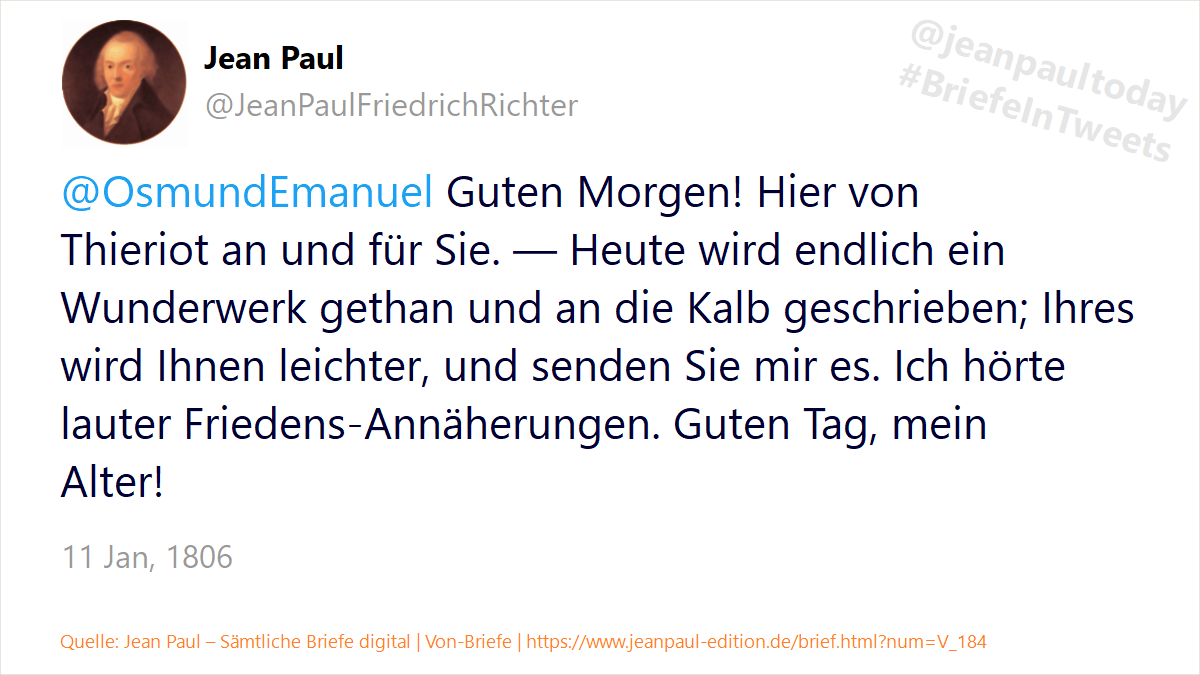 Jean Paul
@JeanPaulFriedrichRichter
@jeanpaultoday
#BriefeInTweets
@OsmundEmanuel Guten Morgen! Hier von
Thieriot an und für Sie. — Heute wird endlich ein
Wunderwerk gethan und an die Kalb geschrieben; Ihres
wird Ihnen leichter, und senden Sie mir es. Ich hörte
lauter Friedens-Annäherungen. Guten Tag, mein
Alter!
11 Jan, 1806
Quelle: Jean Paul – Sämtliche Briefe digital | Von-Briefe | https://www.jeanpaul-edition.de/brief.html?num=V_184